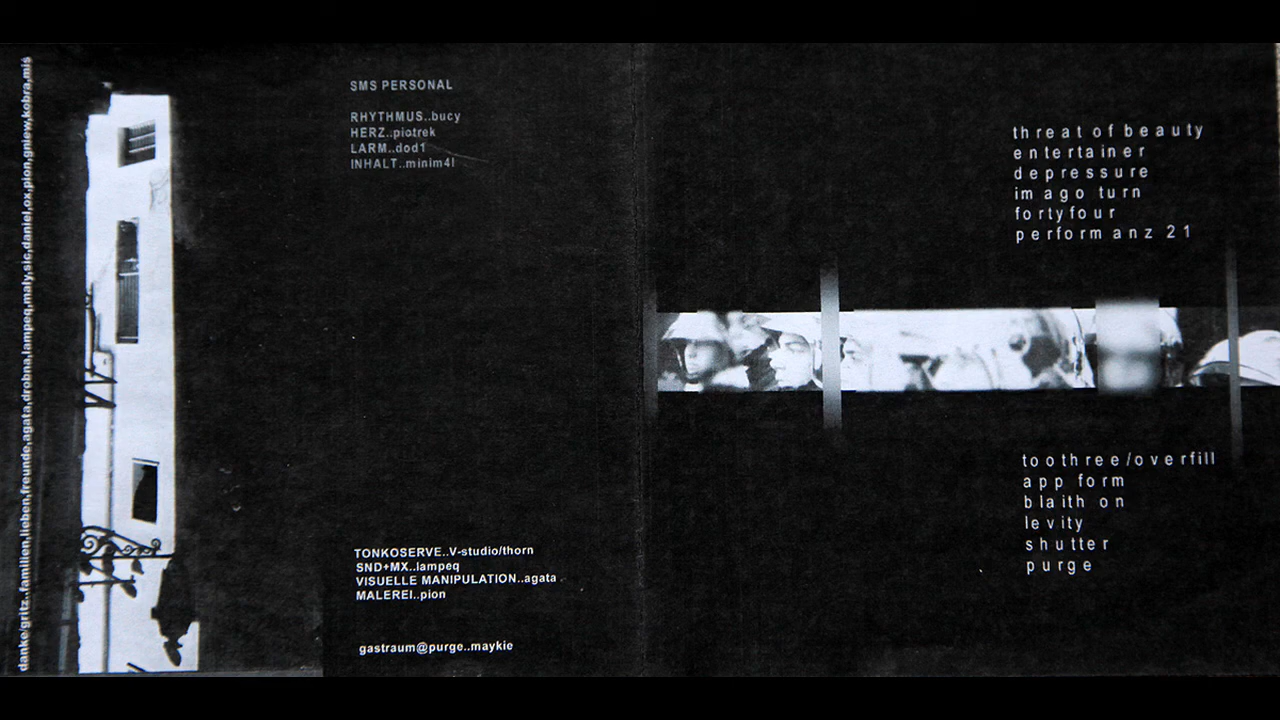 danke/gritz..familien,lieben,freunde,agata,drobna,lampeq,maly,sic,daniel,ox,pion,gniew,kobra,mis
SMS PERSONAL
RHYTHMUS..bucy
HERZ..piotrek
LARM..dod1
INHALT..minim4l
TONKOSERVE..V-studio/thorn
SND+MX..lampeq
VISUELLE MANIPULATION..agata
MALEREI..pion
gastraum@purge..maykie
threat of beauty
entertainer
depressure
imago turn
fortyfour
performanz 21
toothree/overfill
app form
blaith on
levity
shutter
purge